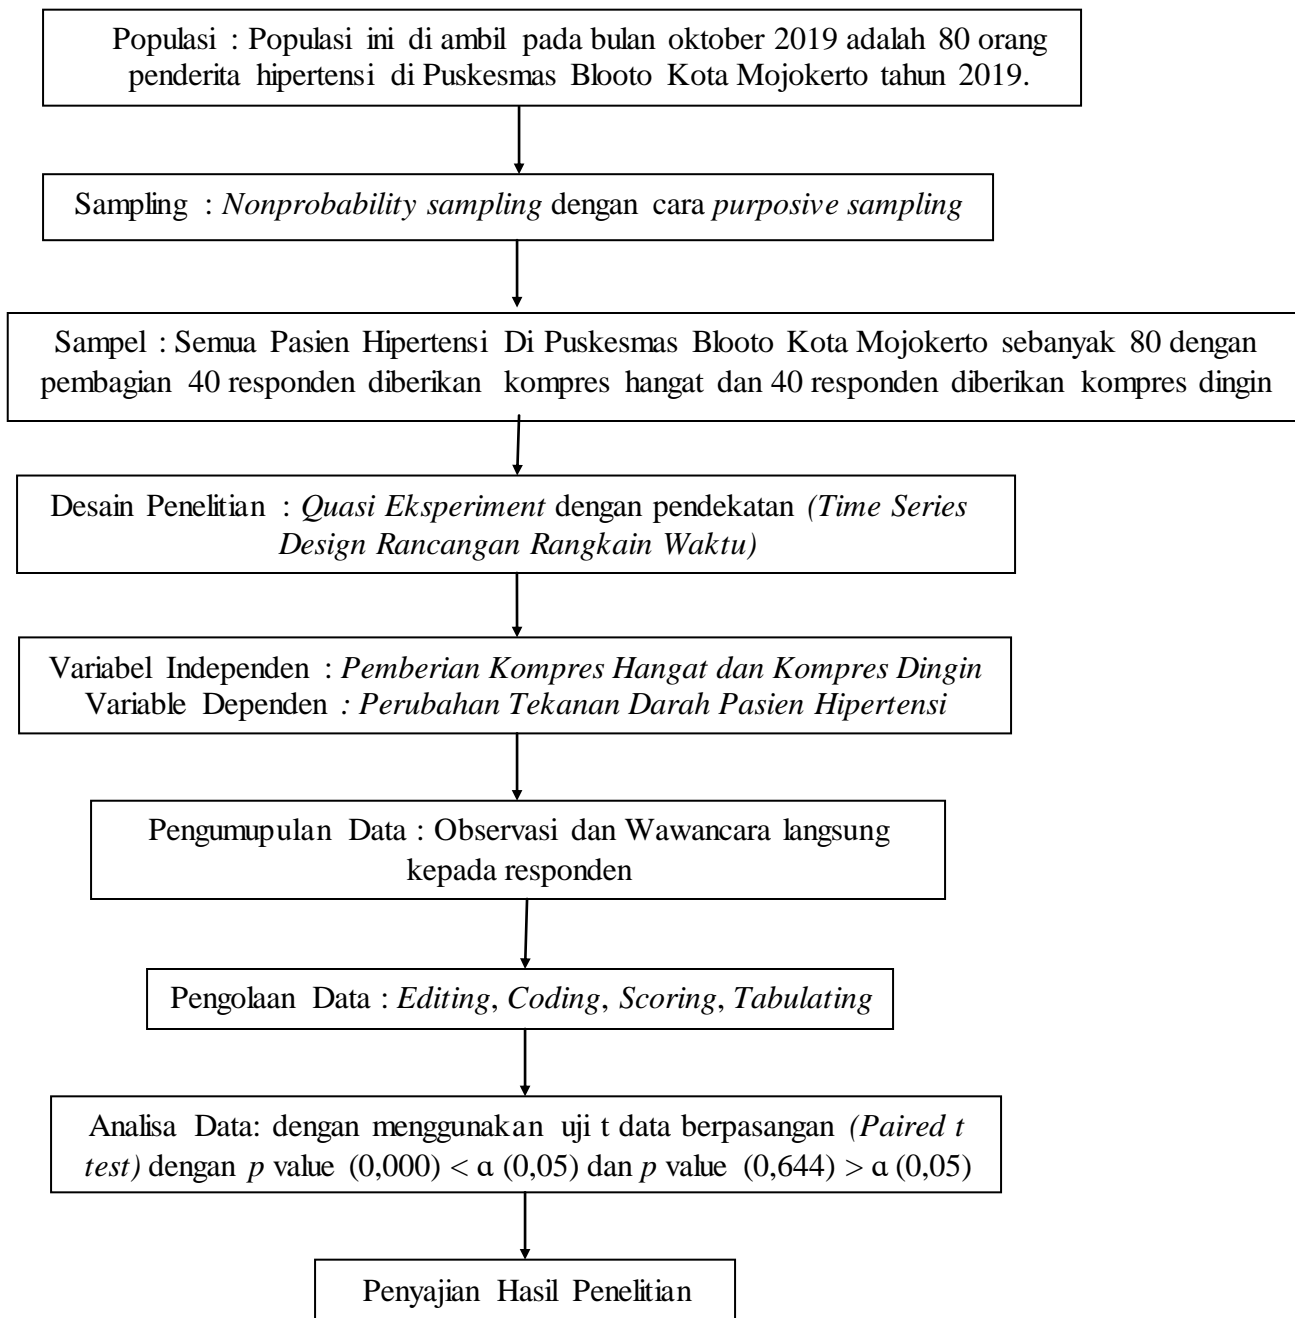 Populasi : Populasi ini di ambil pada bulan oktober 2019 adalah 80 orang
penderita hipertensi di Puskesmas Blooto Kota Mojokerto tahun 2019.
Sampling : Nonprobability sampling dengan cara purposive sampling
Sampel : Semua Pasien Hipertensi Di Puskesmas Blooto Kota Mojokerto sebanyak 80 dengan
pembagian 40 responden diberikan kompres hangat dan 40 responden diberikan kompres dingin
Desain Penelitian : Quasi Eksperiment dengan pendekatan (Time Series
Design Rancangan Rangkain Waktu)
Variabel Independen : Pemberian Kompres Hangat dan Kompres Dingin
Variable Dependen : Perubahan Tekanan Darah Pasien Hipertensi
Pengumupulan Data : Observasi dan Wawancara langsung
kepada responden
Pengolaan Data : Editing, Coding, Scoring, Tabulating
Analisa Data: dengan menggunakan uji t data berpasangan (Paired t
test) dengan p value (0,000) < α (0,05) dan p value (0,644) > α (0,05)
Penyajian Hasil Penelitian